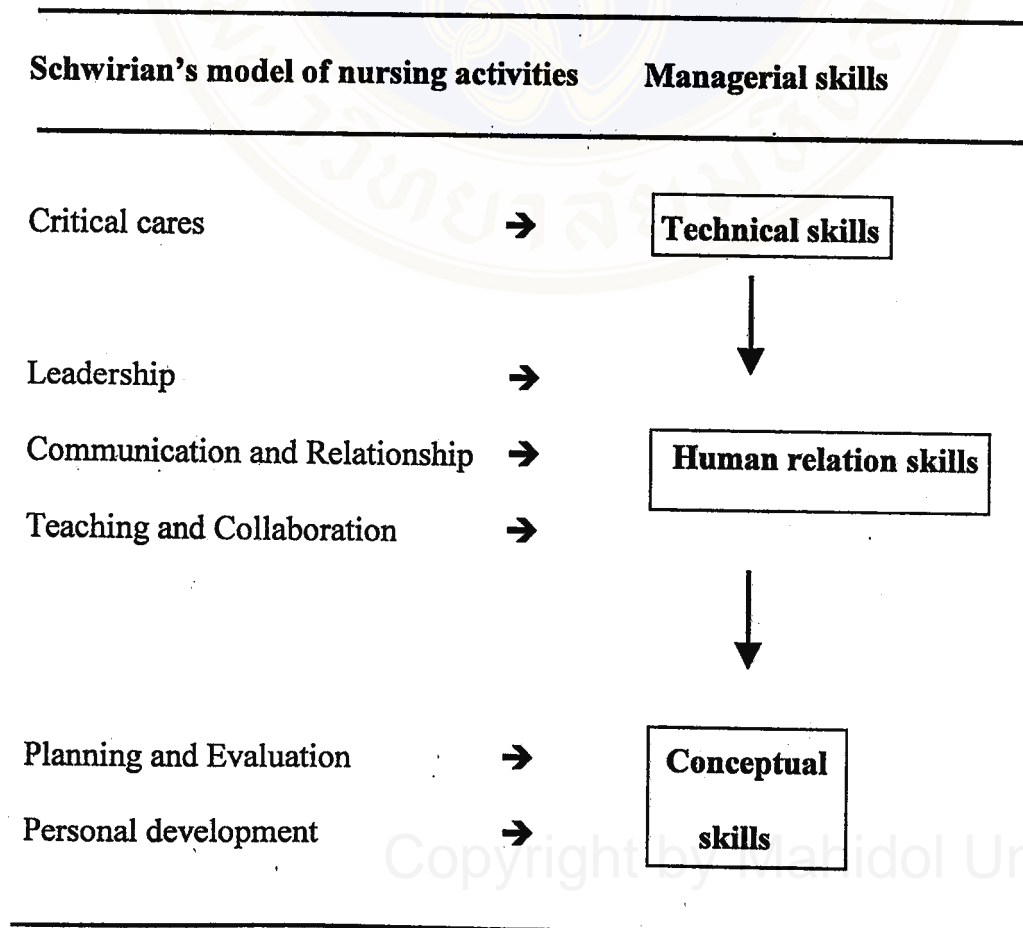 Schwirian's model of nursing activities Managerial skills
Critical cares → Technical skills
Leadership →
Communication and Relationship → Human relation skills
Teaching and Collaboration →
Planning and Evaluation → Conceptual
Personal development → skills
Copyright by Mahidol Un